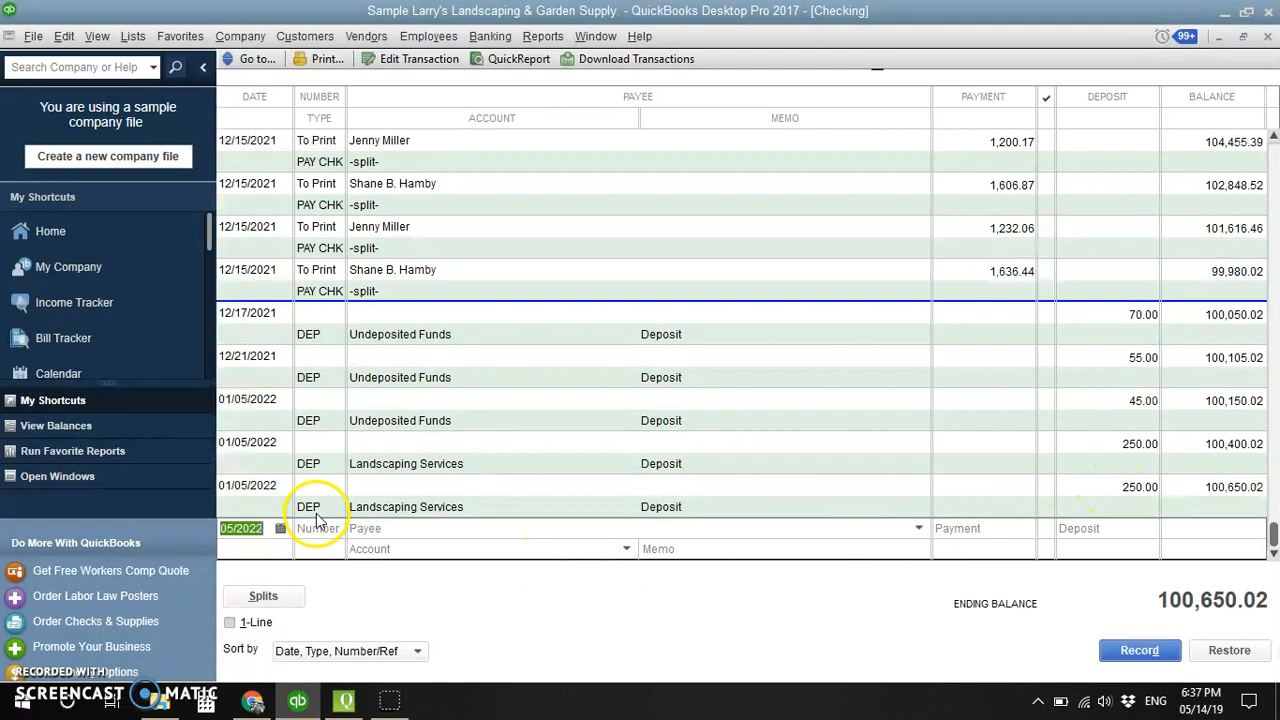 Sample Larry's Landscaping & Garden Supply - QuickBooks Desktop Pro 2017 - [Checking]
File Edit View Lists Favorites Company Customers Vendors Employees Banking Reports Window Help 99+
Search Company or Help Go to... Print... Edit Transaction QuickReport Download Transactions
You are using a sample
company file
Create a new company file
My Shortcuts
Home
My Company
Income Tracker
Bill Tracker
Calendar
My Shortcuts
View Balances
Run Favorite Reports
Open Windows
Do More With QuickBooks
Get Free Workers Comp Quote
Order Labor Law Posters
Order Checks & Supplies
Promote Your Business
Options
DATE NUMBER PAYEE PAYMENT ✓ DEPOSIT BALANCE
TYPE ACCOUNT MEMO
12/15/2021 To Print Jenny Miller 1,200.17 104,455.39
PAY CHK -split-
12/15/2021 To Print Shane B. Hamby 1,606.87 102,848.52
PAY CHK -split-
12/15/2021 To Print Jenny Miller 1,232.06 101,616.46
PAY CHK -split-
12/15/2021 To Print Shane B. Hamby 1,636.44 99,980.02
PAY CHK -split-
12/17/2021 70.00 100,050.02
DEP Undeposited Funds Deposit
12/21/2021 55.00 100,105.02
DEP Undeposited Funds Deposit
01/05/2022 45.00 100,150.02
DEP Undeposited Funds Deposit
01/05/2022 250.00 100,400.02
DEP Landscaping Services Deposit
01/05/2022 250.00 100,650.02
DEP Landscaping Services Deposit
05/2022 Number Payee Payment Deposit
Account Memo
Splits
1-Line
ENDING BALANCE 100,650.02
Sort by Date, Type, Number/Ref Record Restore
RECORDED WITH
SCREENCAST MATIC
ENG 6:37 PM
05/14/19